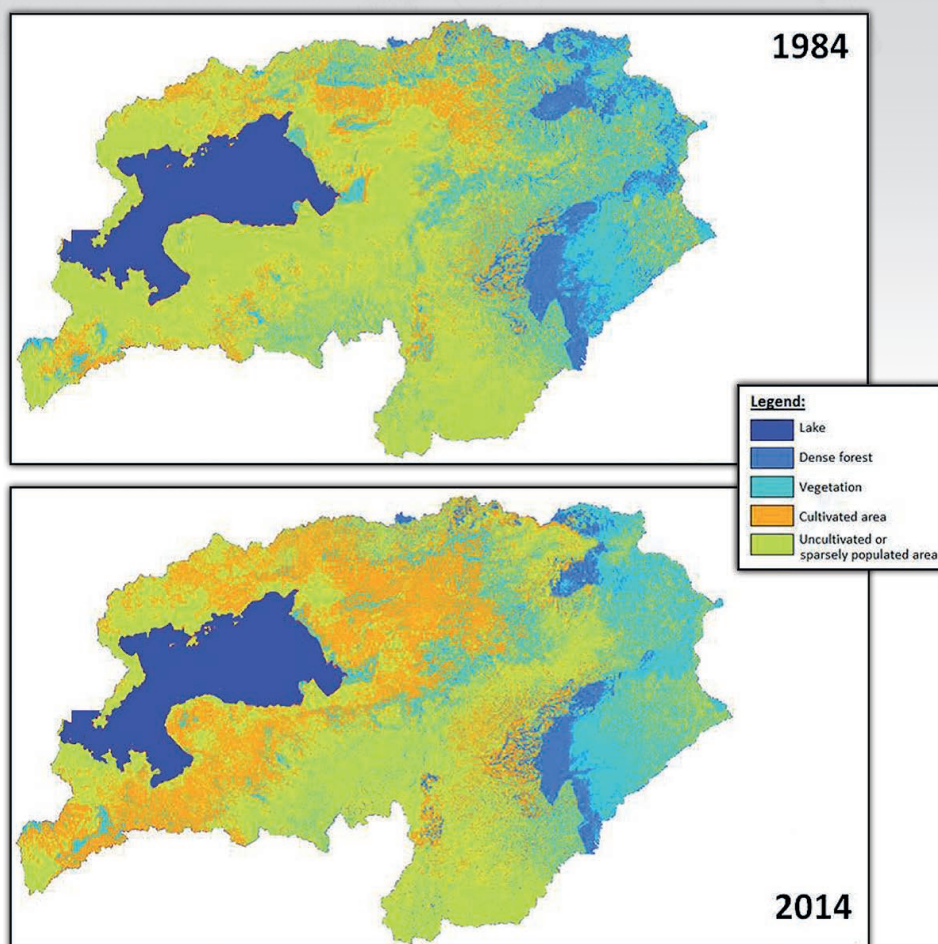 1984
Legend:
Lake
Dense forest
Vegetation
Cultivated area
Uncultivated or
sparsely populated area
2014